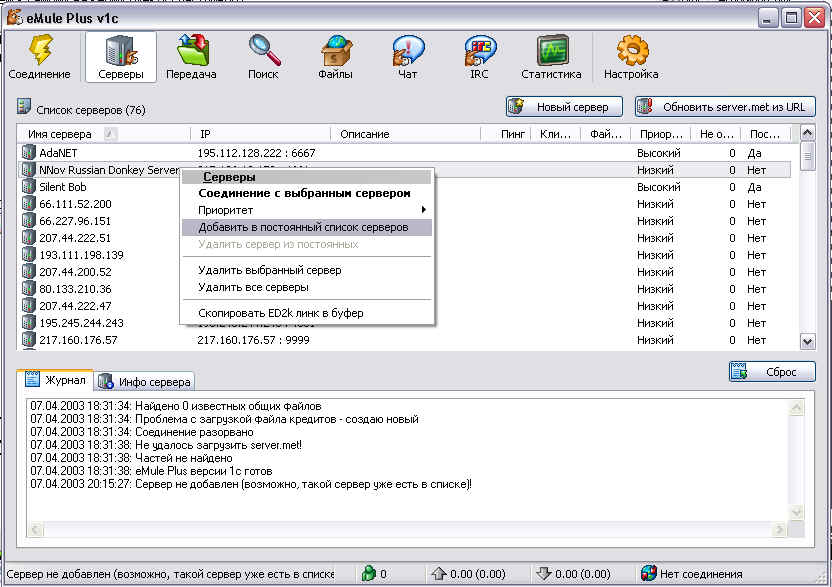 eMule Plus v1c
Соединение Серверы Передача Поиск Файлы Чат IRC Статистика Настройка
Список серверов (76) Новый сервер Обновить server.met из URL
Имя сервера IP Описание Пинг Кли... Фай... Приор... Не о... Пос...
AdaNET 195.112.128.222 : 6667 Высокий 0 Да
NNov Russian Donkey Server Низкий 0 Нет
Silent Bob Высокий 0 Да
66.111.52.200 Низкий 0 Нет
66.227.96.151 Низкий 0 Нет
207.44.222.51 Низкий 0 Нет
193.111.198.139 Низкий 0 Нет
207.44.200.52 Низкий 0 Нет
80.133.210.36 Низкий 0 Нет
207.44.222.47 Низкий 0 Нет
195.245.244.243 Низкий 0 Нет
217.160.176.57 217.160.176.57 : 9999 Низкий 0 Нет
Серверы
Соединение с выбранным сервером
Приоритет
Добавить в постоянный список серверов
Удалить сервер из постоянных
Удалить выбранный сервер
Удалить все серверы
Скопировать ED2k линк в буфер
Журнал Инфо сервера Сброс
07.04.2003 18:31:34: Найдено 0 известных общих файлов
07.04.2003 18:31:34: Проблема с загрузкой файла кредитов - создаю новый
07.04.2003 18:31:34: Соединение разорвано
07.04.2003 18:31:38: Не удалось загрузить server.met!
07.04.2003 18:31:38: Частей не найдено
07.04.2003 18:31:38: eMule Plus версии 1c готов
07.04.2003 20:15:27: Сервер не добавлен (возможно, такой сервер уже есть в списке)!
Сервер не добавлен (возможно, такой сервер уже есть в списке 0 0.00 (0.00) 0.00 (0.00) Нет соединения